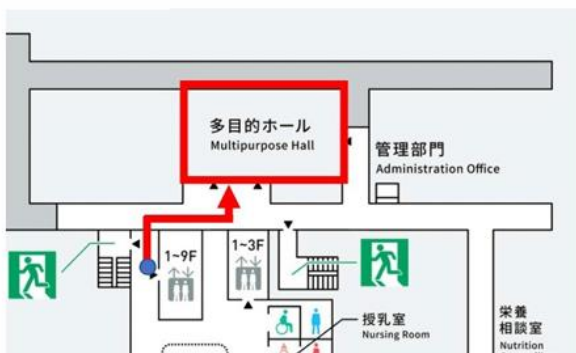 多目的ホール
Multipurpose Hall
管理部門
Administration Office
1~9F
1~3F
授乳室
Nursing Room
栄養
相談室
Nutrition